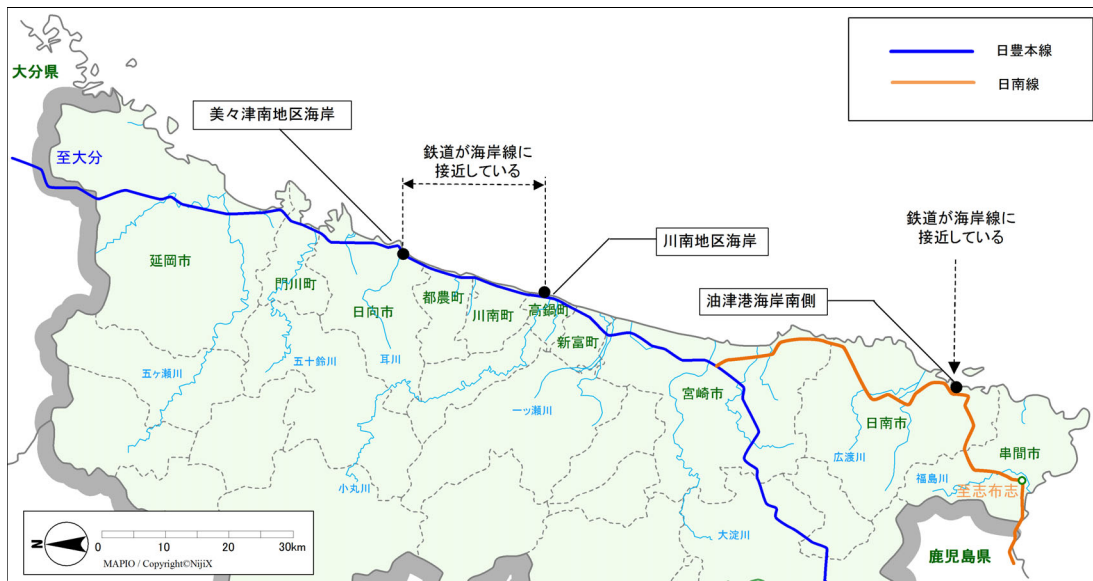 大分県
至大分
美々津南地区海岸
鉄道が海岸線に
接近している
川南地区海岸
鉄道が海岸線に
接近している
油津港海岸南側
日豊本線
日南線
延岡市
門川町
日向市
都農町
川南町
高鍋町
新富町
宮崎市
日南市
串間市
五ヶ瀬川
五十鈴川
耳川
小丸川
一ッ瀬川
大淀川
広渡川
福島川
至志布志
鹿児島県
N
0 10 20 30km
MAPIO / Copyright©NijiX